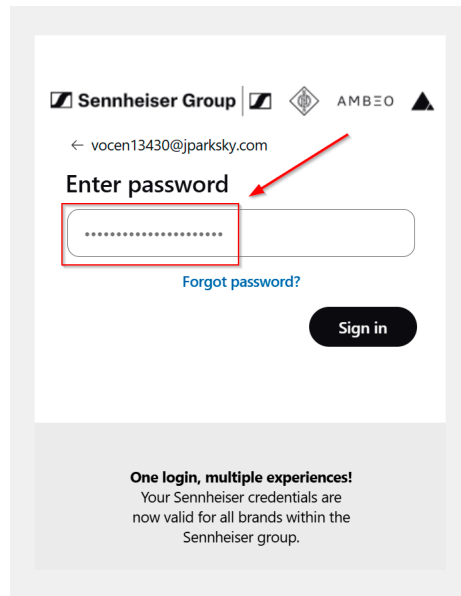 Sennheiser Group AMBEO
← vocen13430@jparksky.com
Enter password
••••••••••••••••••••••
Forgot password?
Sign in
One login, multiple experiences!
Your Sennheiser credentials are
now valid for all brands within the
Sennheiser group.